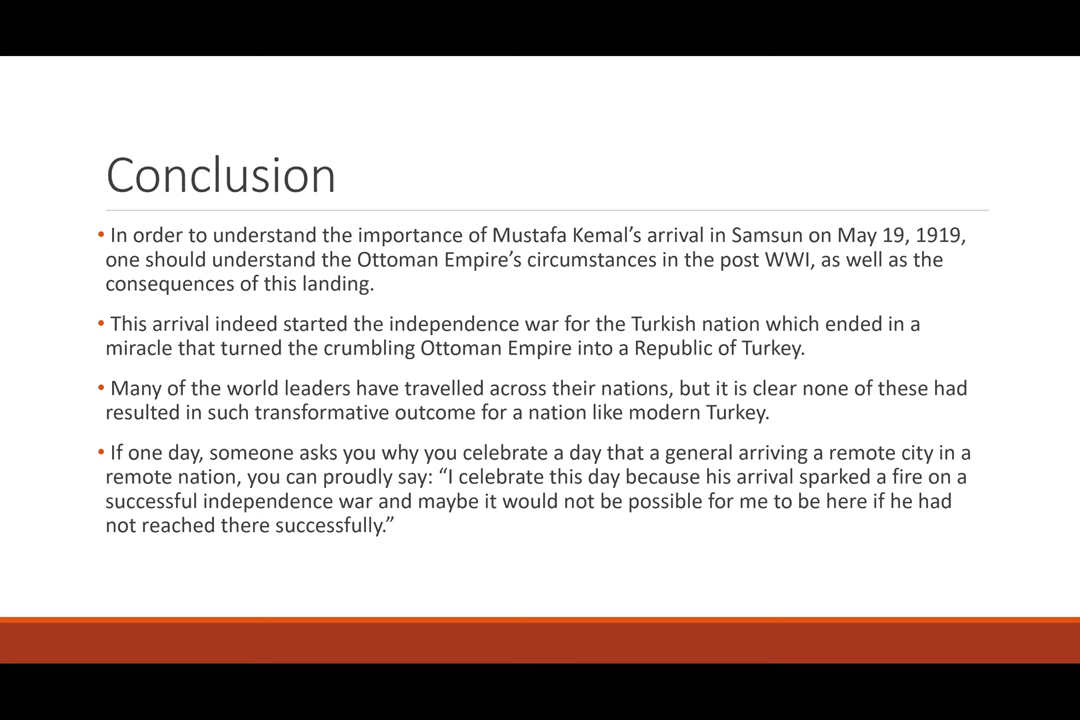 Conclusion
• In order to understand the importance of Mustafa Kemal’s arrival in Samsun on May 19, 1919,
one should understand the Ottoman Empire’s circumstances in the post WWI, as well as the
consequences of this landing.
• This arrival indeed started the independence war for the Turkish nation which ended in a
miracle that turned the crumbling Ottoman Empire into a Republic of Turkey.
• Many of the world leaders have travelled across their nations, but it is clear none of these had
resulted in such transformative outcome for a nation like modern Turkey.
• If one day, someone asks you why you celebrate a day that a general arriving a remote city in a
remote nation, you can proudly say: “I celebrate this day because his arrival sparked a fire on a
successful independence war and maybe it would not be possible for me to be here if he had
not reached there successfully.”